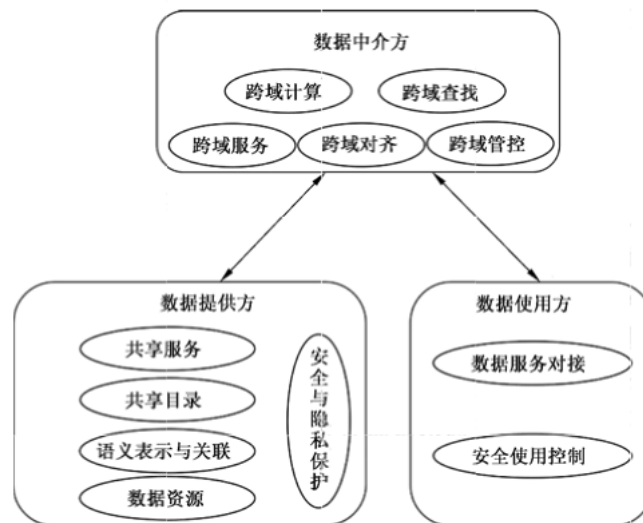 数据中介方
跨域计算
跨域查找
跨域服务
跨域对齐
跨域管控
数据提供方
共享服务
共享目录
语义表示与关联
数据资源
安全与隐私保护
数据使用方
数据服务对接
安全使用控制